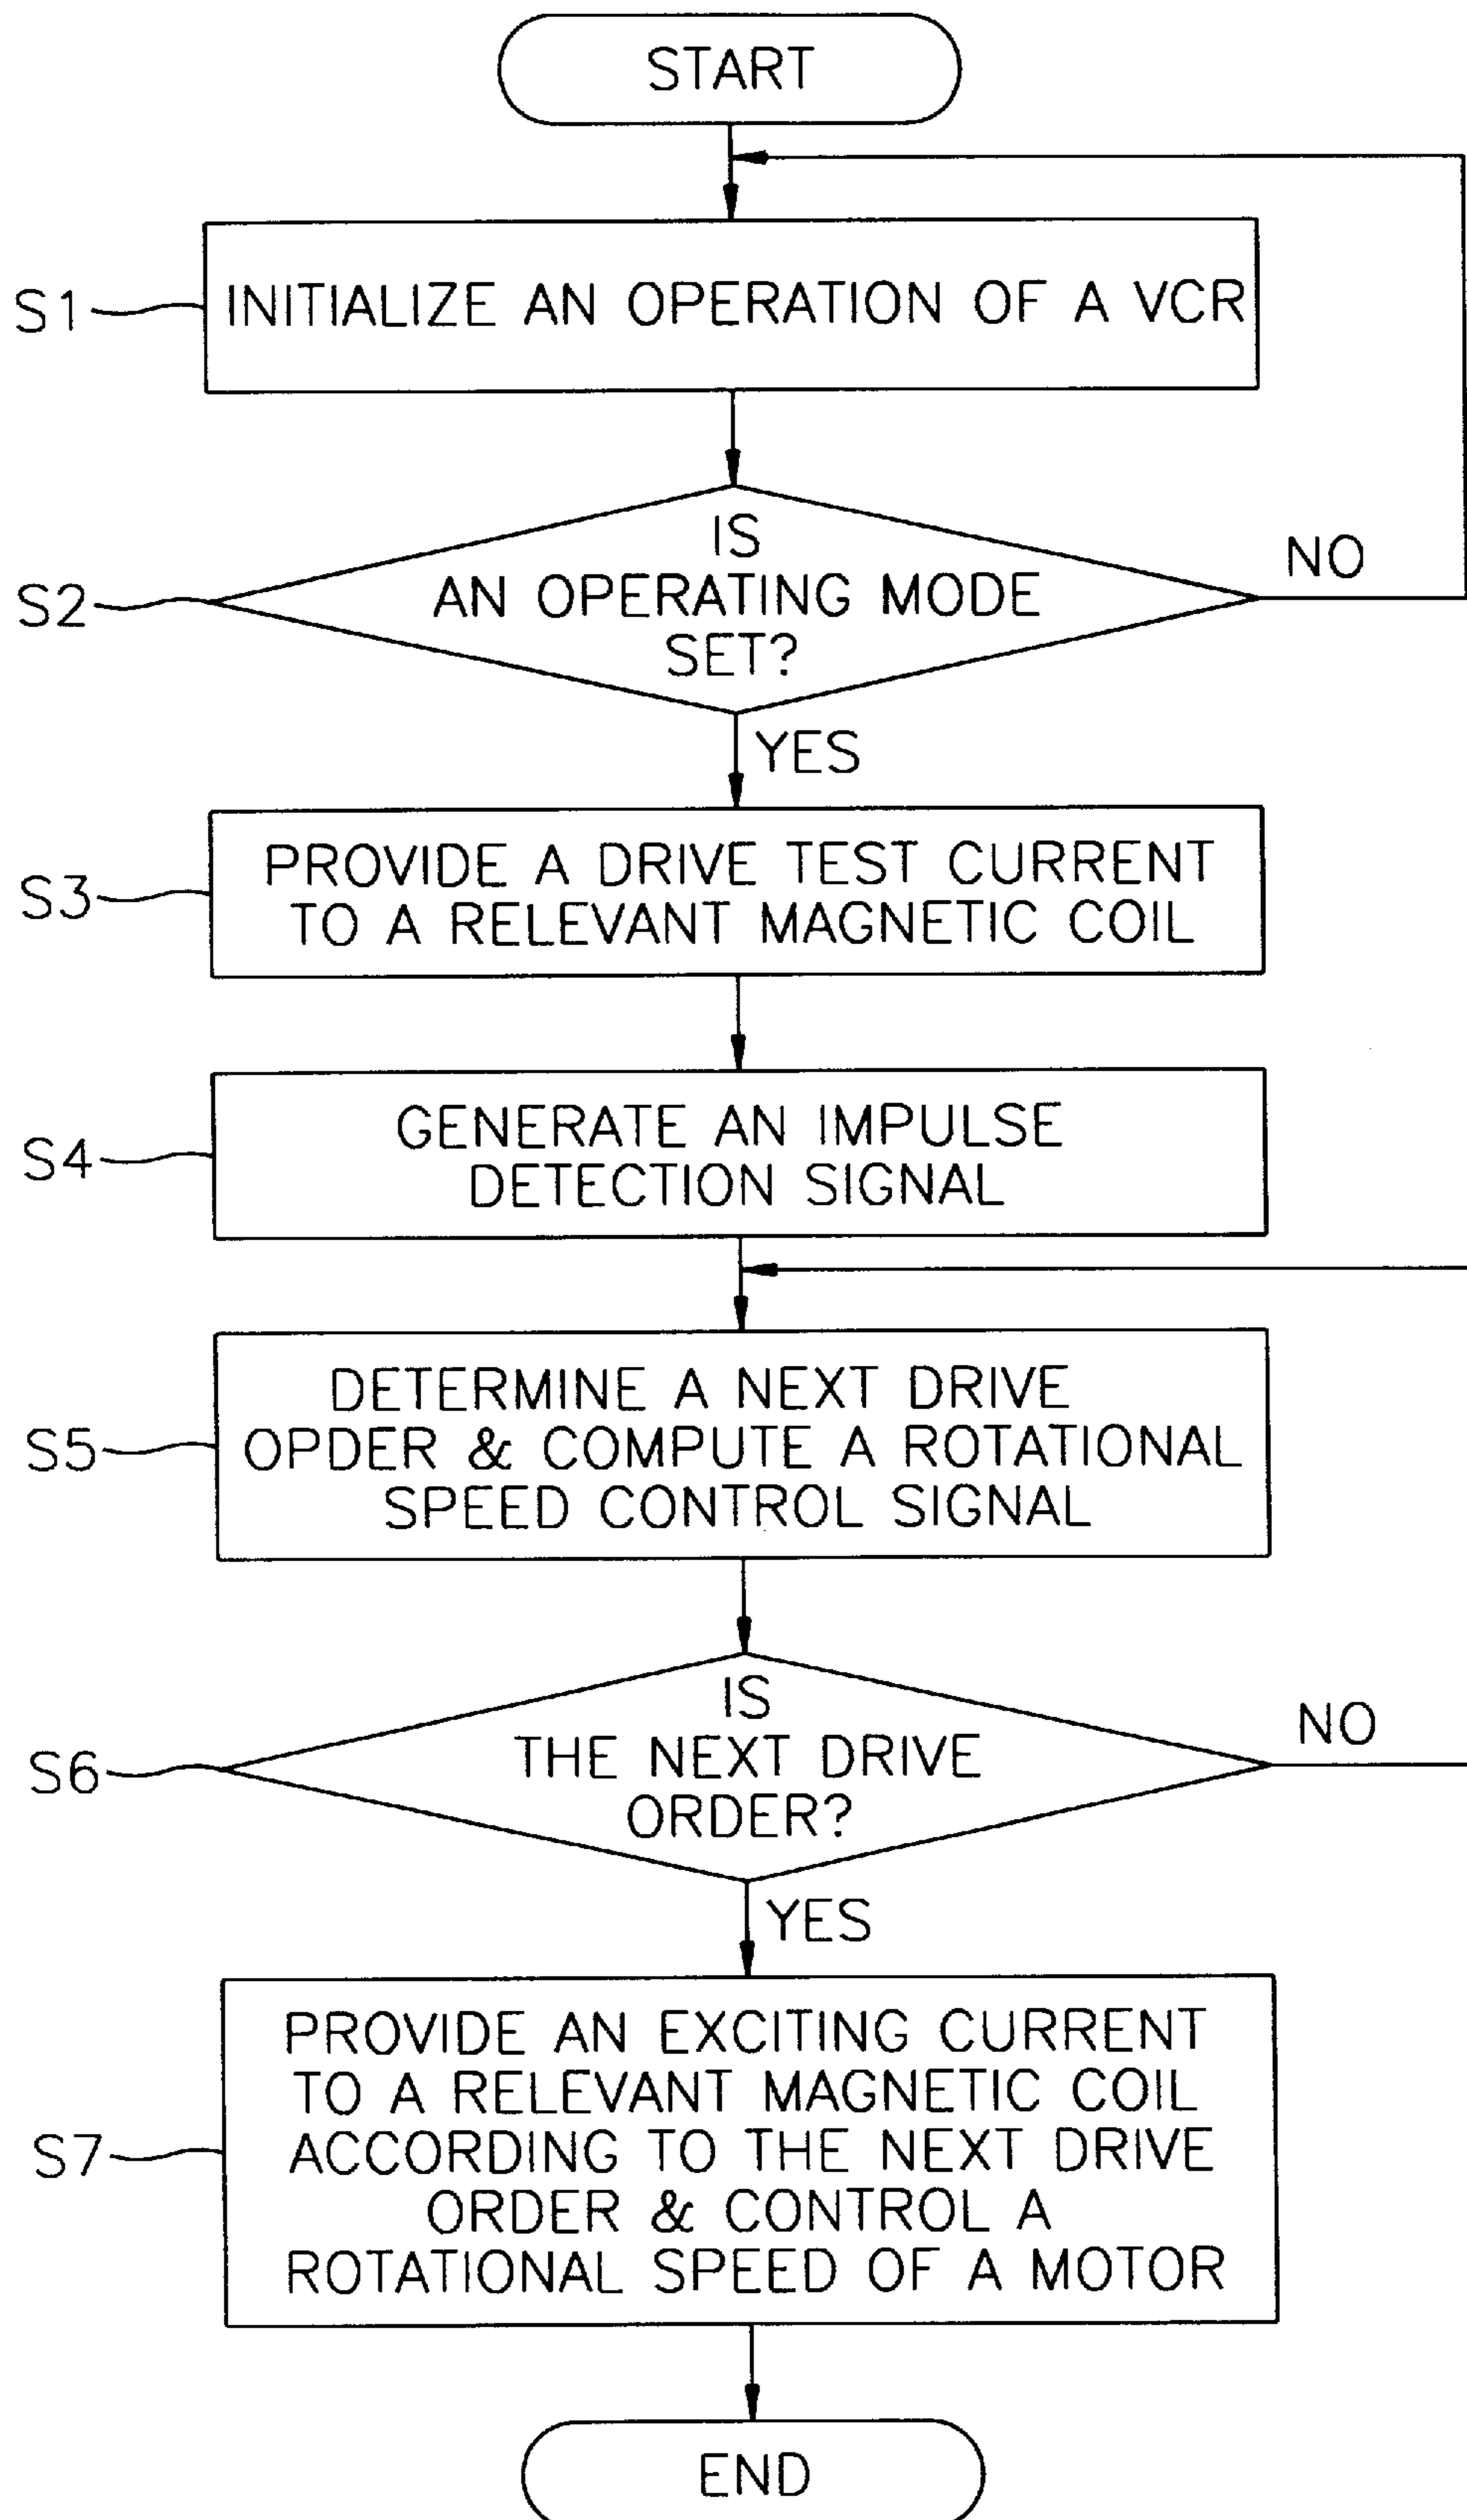 START
S1
INITIALIZE AN OPERATION OF A VCR
S2
IS
AN OPERATING MODE
SET?
NO
YES
S3
PROVIDE A DRIVE TEST CURRENT
TO A RELEVANT MAGNETIC COIL
S4
GENERATE AN IMPULSE
DETECTION SIGNAL
S5
DETERMINE A NEXT DRIVE
OPDER & COMPUTE A ROTATIONAL
SPEED CONTROL SIGNAL
S6
IS
THE NEXT DRIVE
ORDER?
NO
YES
S7
PROVIDE AN EXCITING CURRENT
TO A RELEVANT MAGNETIC COIL
ACCORDING TO THE NEXT DRIVE
ORDER & CONTROL A
ROTATIONAL SPEED OF A MOTOR
END